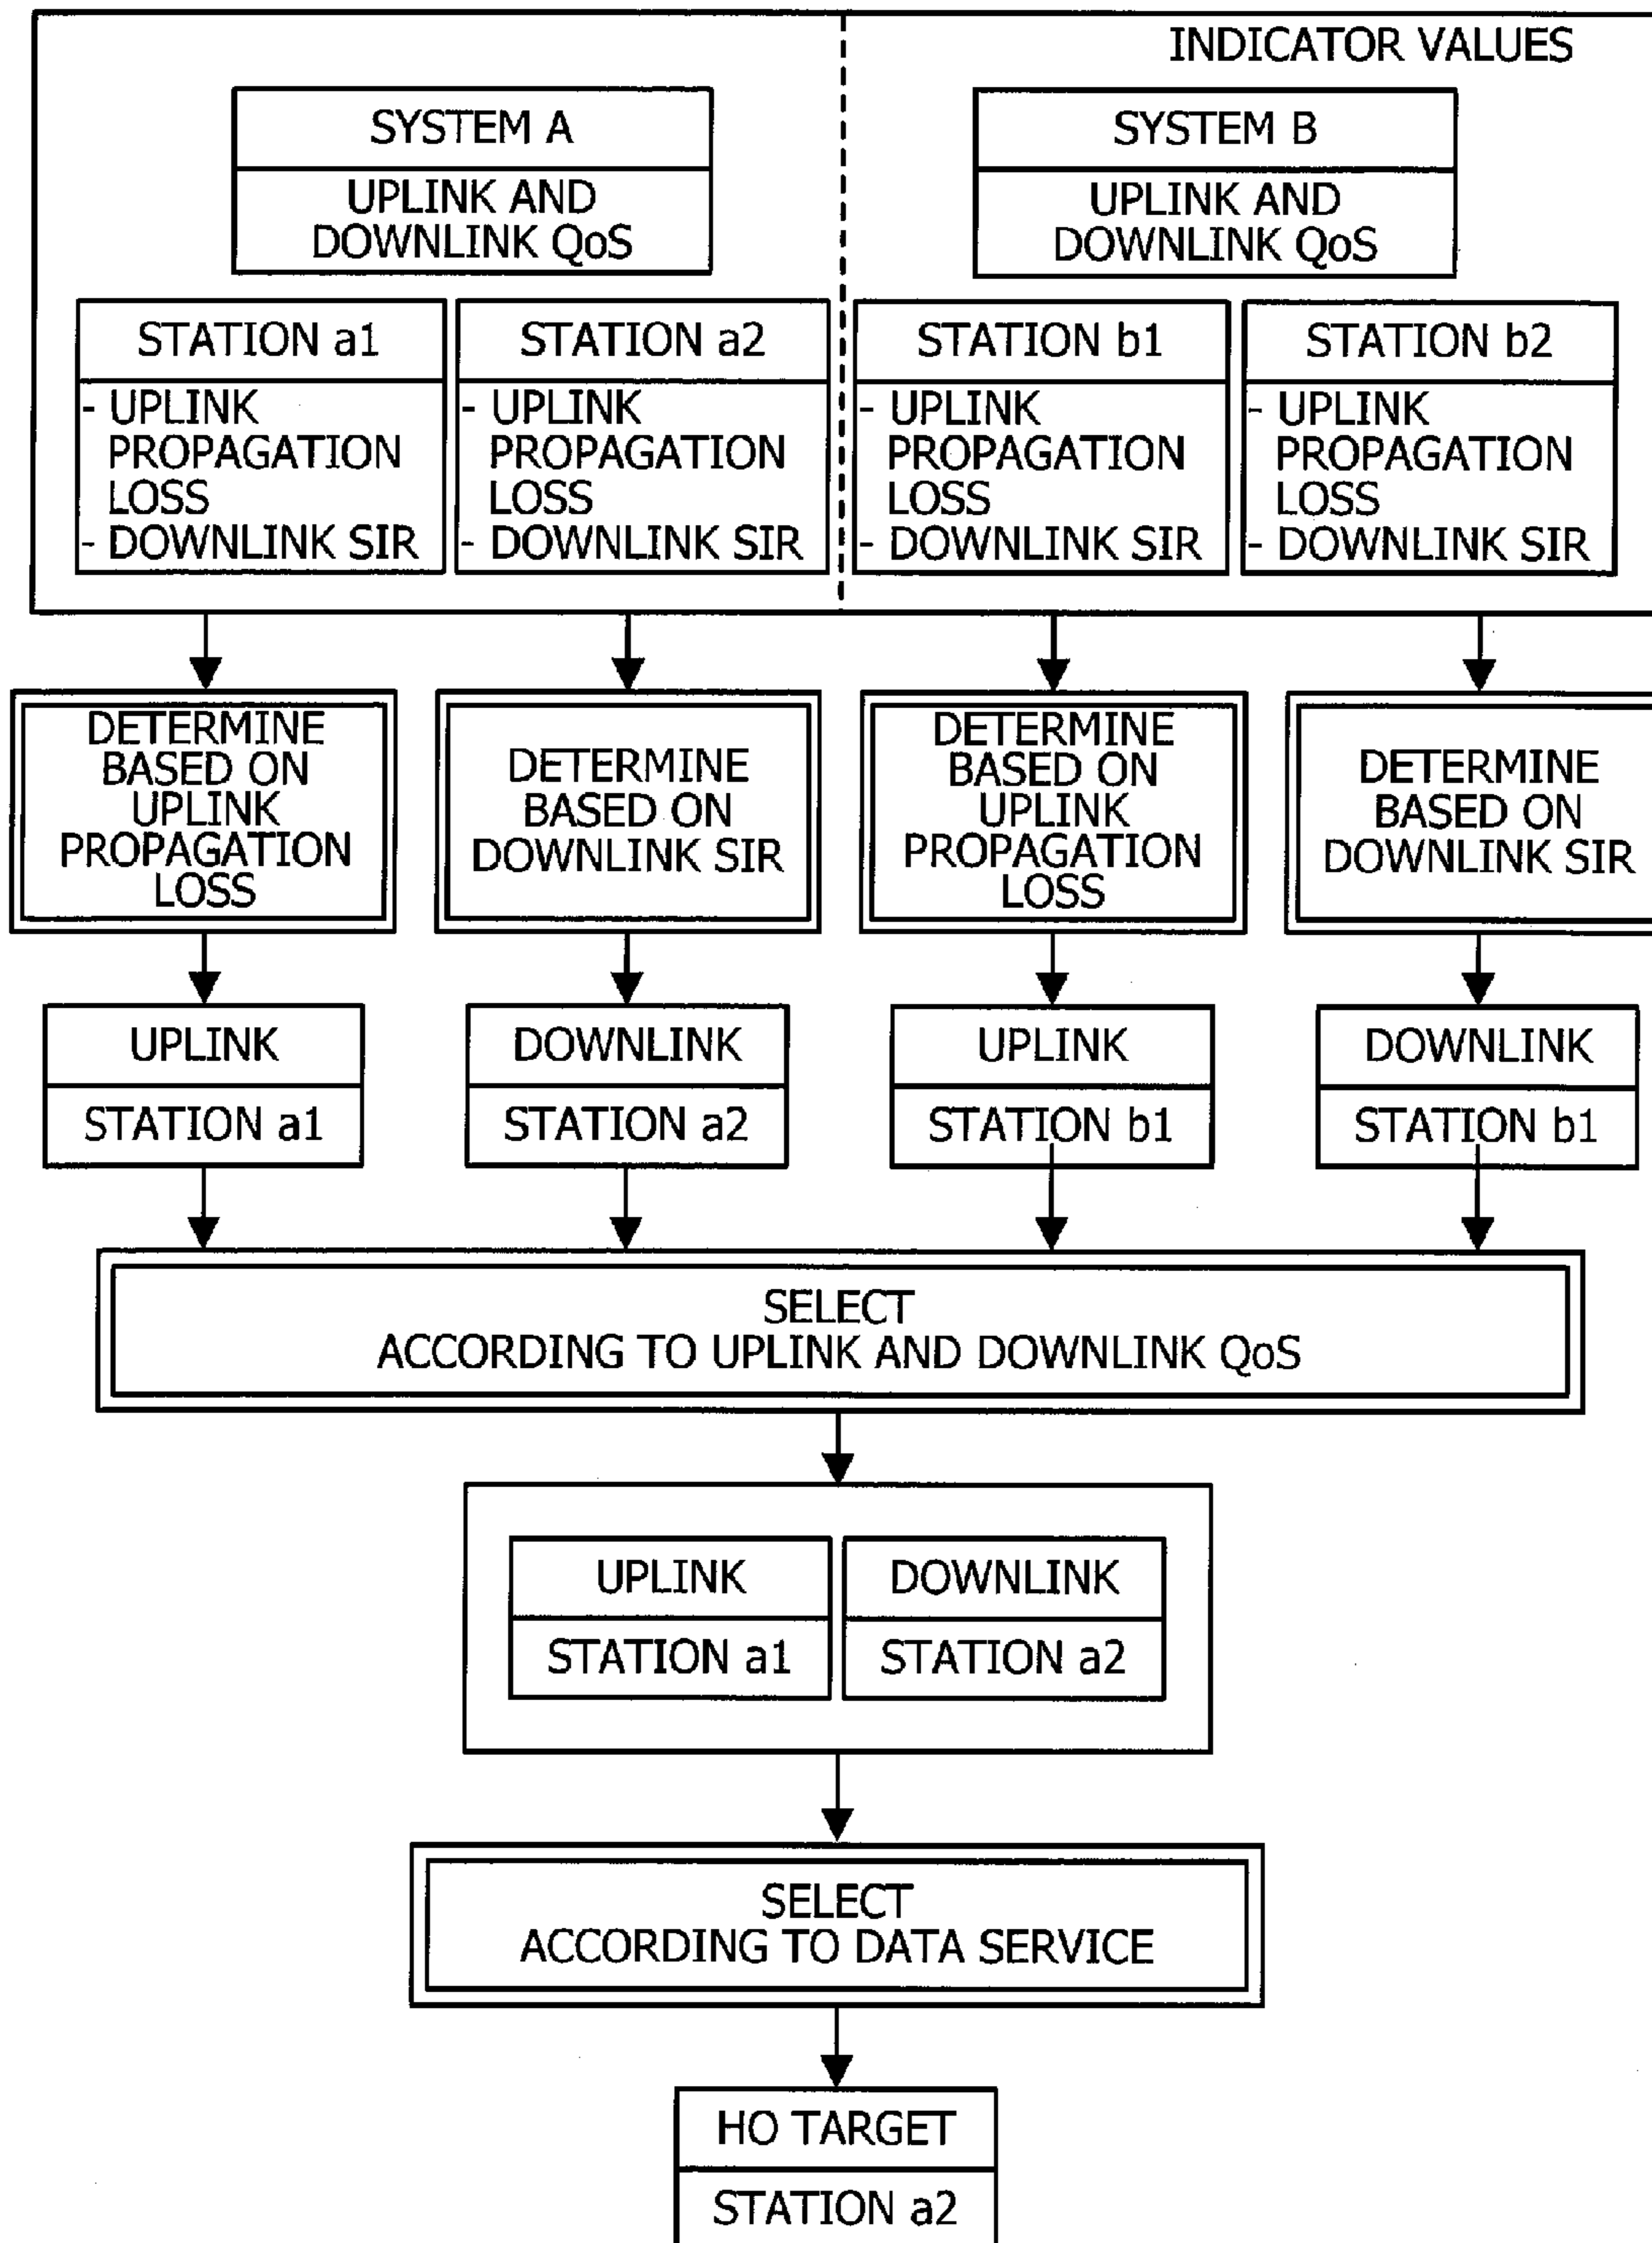 INDICATOR VALUES
SYSTEM A
UPLINK AND
DOWNLINK QoS
SYSTEM B
UPLINK AND
DOWNLINK QoS
STATION a1
- UPLINK
PROPAGATION
LOSS
- DOWNLINK SIR
STATION a2
- UPLINK
PROPAGATION
LOSS
- DOWNLINK SIR
STATION b1
- UPLINK
PROPAGATION
LOSS
- DOWNLINK SIR
STATION b2
- UPLINK
PROPAGATION
LOSS
- DOWNLINK SIR
DETERMINE
BASED ON
UPLINK
PROPAGATION
LOSS
DETERMINE
BASED ON
DOWNLINK SIR
DETERMINE
BASED ON
UPLINK
PROPAGATION
LOSS
DETERMINE
BASED ON
DOWNLINK SIR
UPLINK
STATION a1
DOWNLINK
STATION a2
UPLINK
STATION b1
DOWNLINK
STATION b1
SELECT
ACCORDING TO UPLINK AND DOWNLINK QoS
UPLINK
STATION a1
DOWNLINK
STATION a2
SELECT
ACCORDING TO DATA SERVICE
HO TARGET
STATION a2